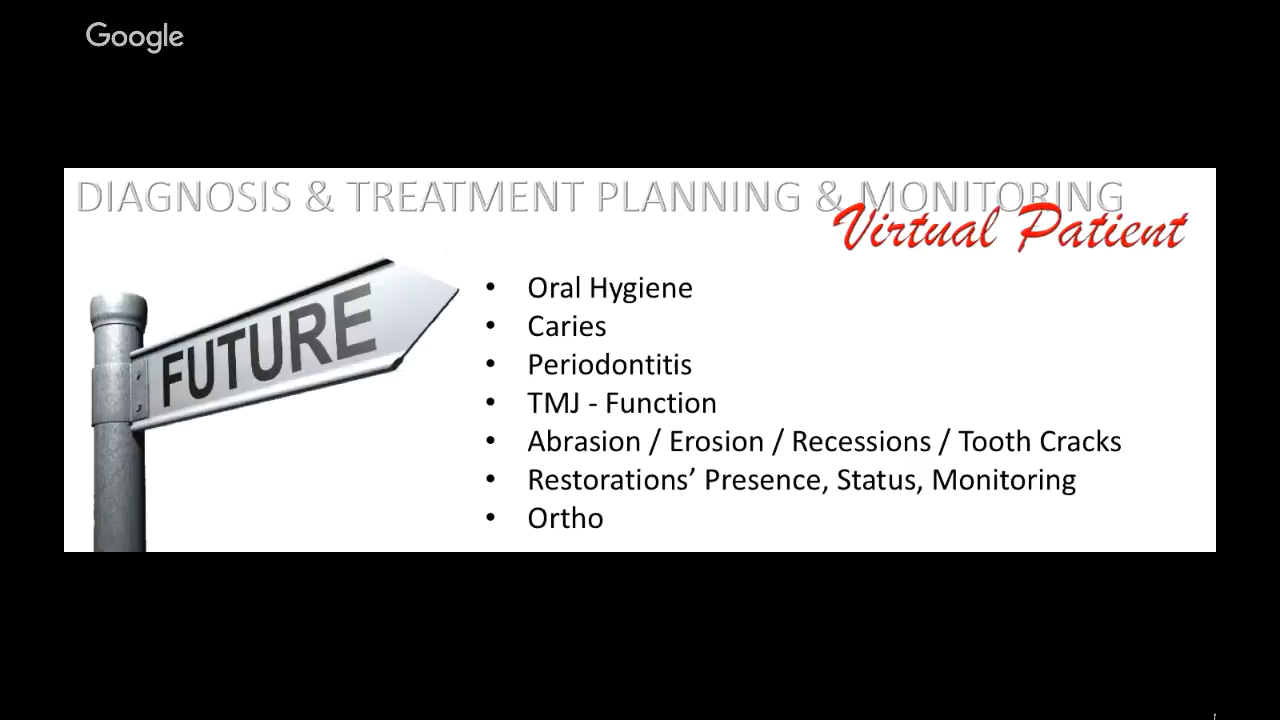 Google
DIAGNOSIS & TREATMENT PLANNING & MONITORING
Virtual Patient
FUTURE
• Oral Hygiene
• Caries
• Periodontitis
• TMJ - Function
• Abrasion / Erosion / Recessions / Tooth Cracks
• Restorations’ Presence, Status, Monitoring
• Ortho